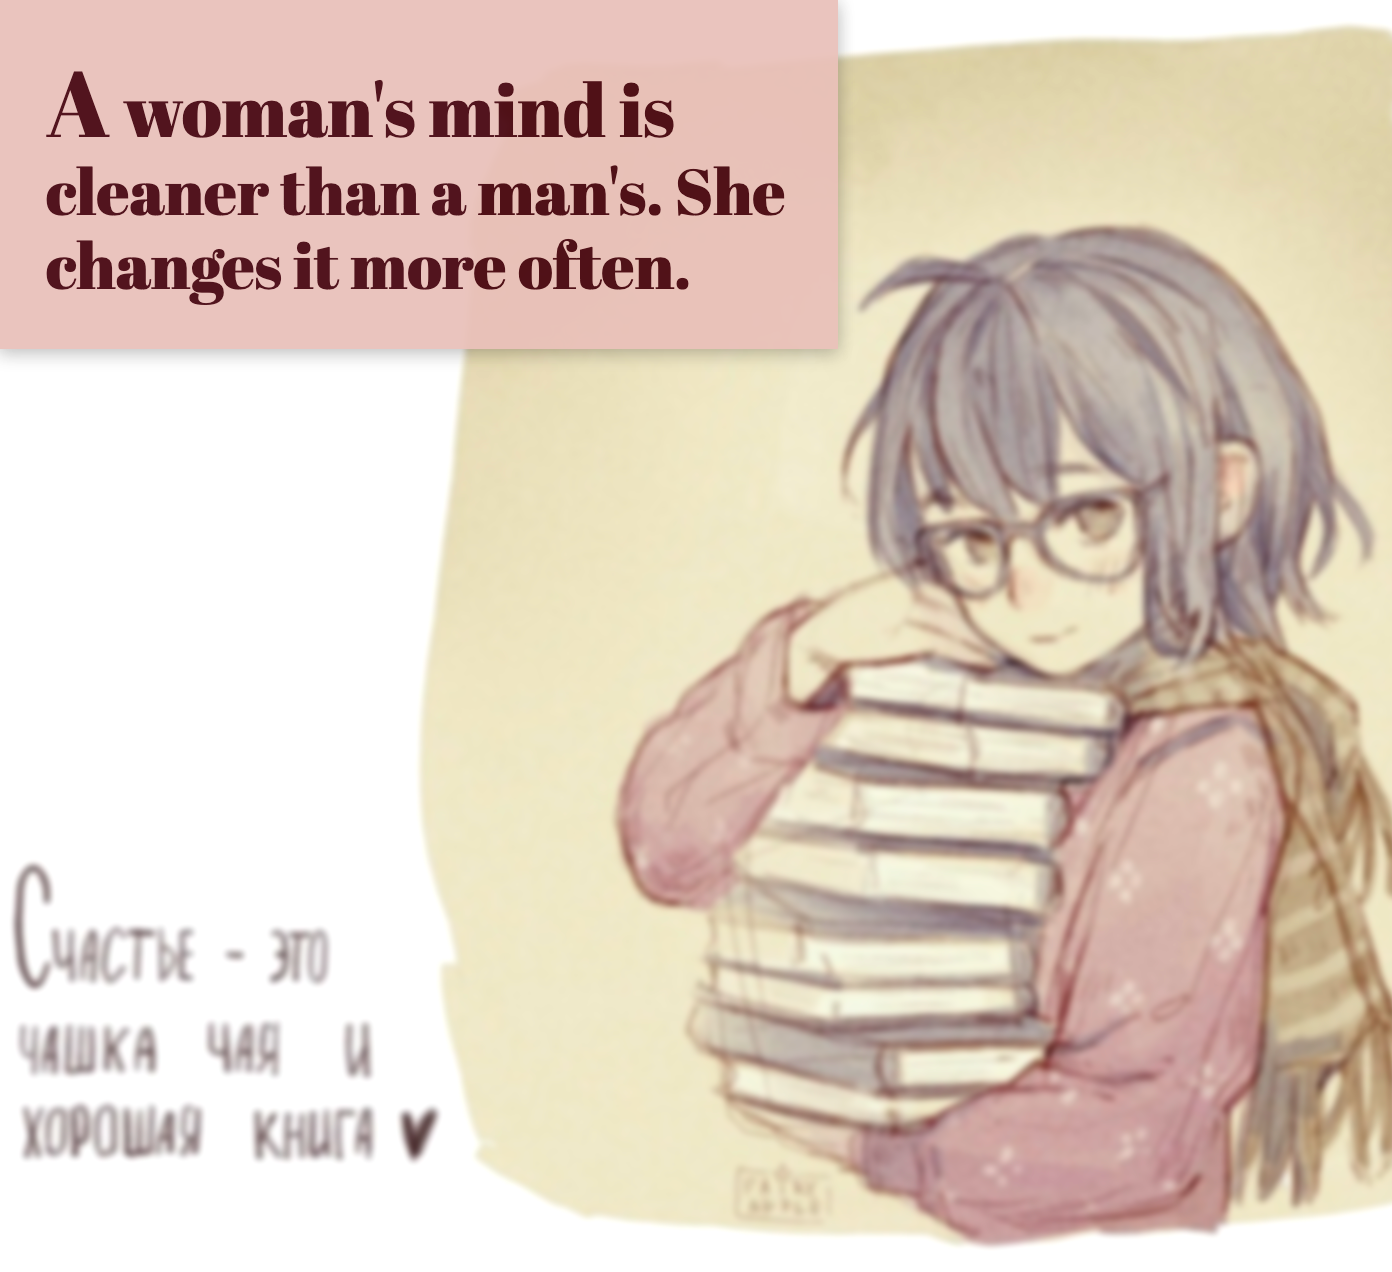 A woman's mind is
cleaner than a man's. She
changes it more often.
Счастье - это
чашка чая и
хорошая книга